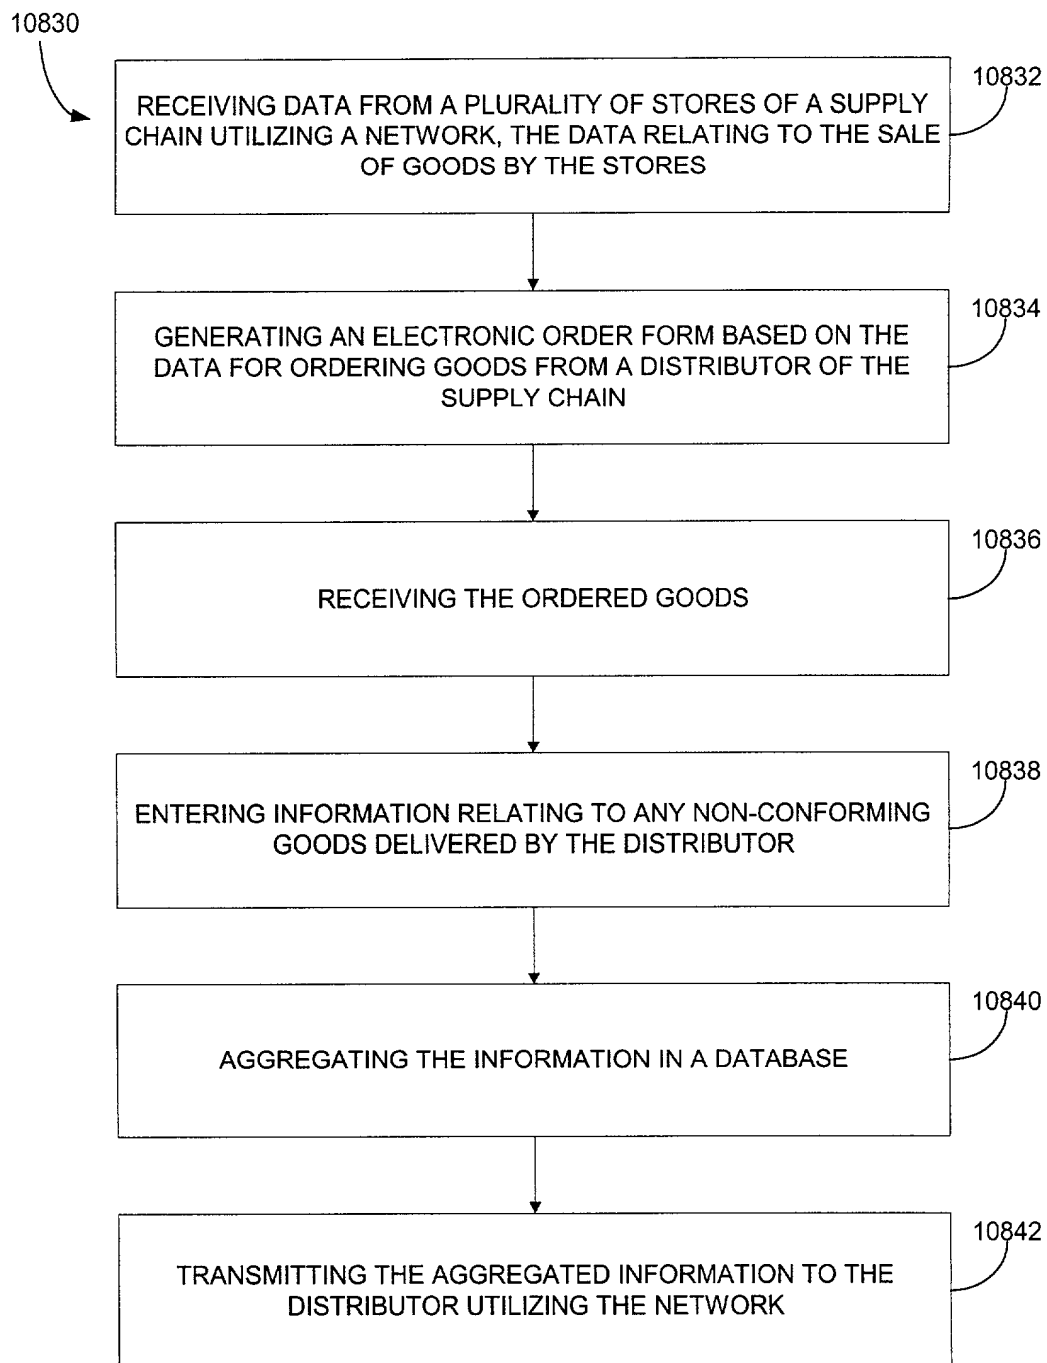 10830
10832
RECEIVING DATA FROM A PLURALITY OF STORES OF A SUPPLY
CHAIN UTILIZING A NETWORK, THE DATA RELATING TO THE SALE
OF GOODS BY THE STORES
10834
GENERATING AN ELECTRONIC ORDER FORM BASED ON THE
DATA FOR ORDERING GOODS FROM A DISTRIBUTOR OF THE
SUPPLY CHAIN
10836
RECEIVING THE ORDERED GOODS
10838
ENTERING INFORMATION RELATING TO ANY NON-CONFORMING
GOODS DELIVERED BY THE DISTRIBUTOR
10840
AGGREGATING THE INFORMATION IN A DATABASE
10842
TRANSMITTING THE AGGREGATED INFORMATION TO THE
DISTRIBUTOR UTILIZING THE NETWORK